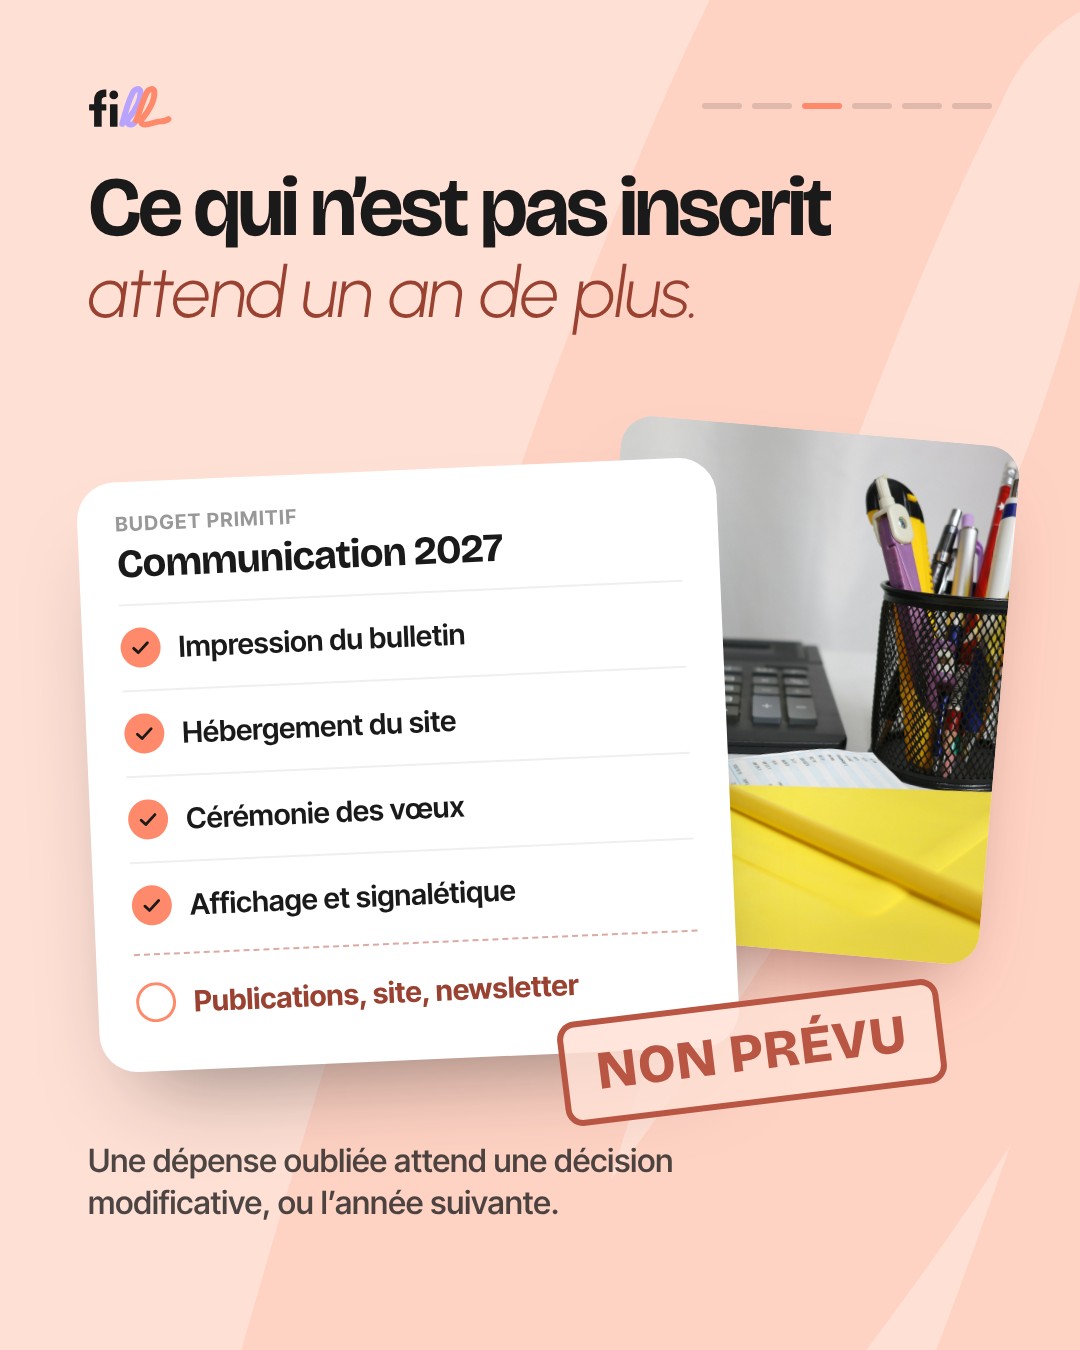 fill
Ce qui n’est pas inscrit
attend un an de plus.
BUDGET PRIMITIF
Communication 2027
Impression du bulletin
Hébergement du site
Cérémonie des vœux
Affichage et signalétique
Publications, site, newsletter
NON PRÉVU
Une dépense oubliée attend une décision
modificative, ou l’année suivante.